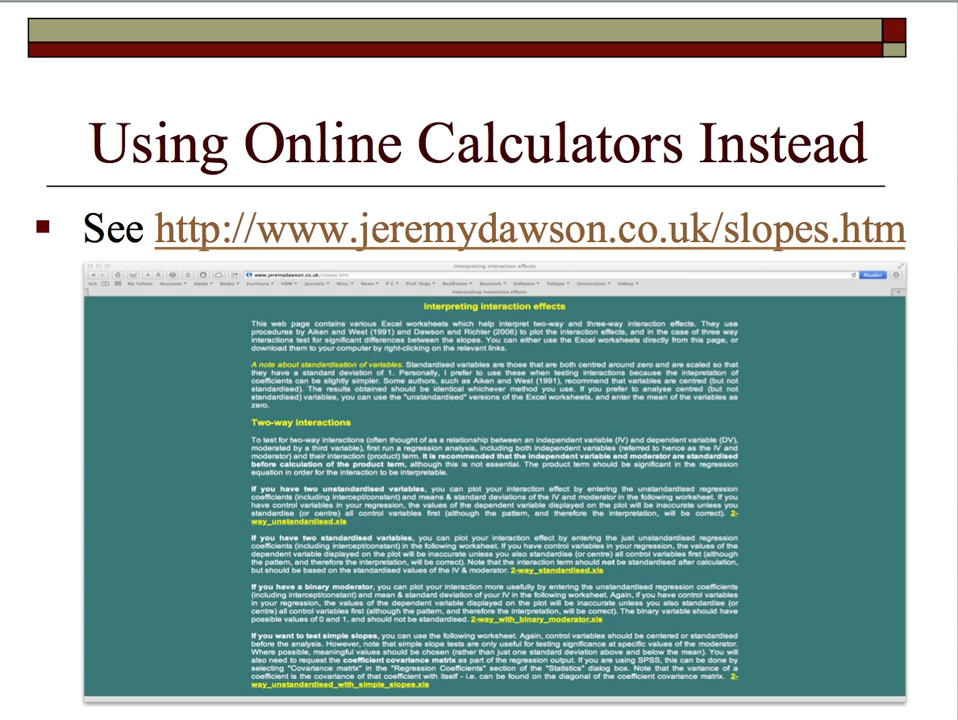 Using Online Calculators Instead
See http://www.jeremydawson.co.uk/slopes.htm
Interpreting interaction effects
www.jeremydawson.co.uk/slopes.htm
Reader
My Yahoo! Accounts Apple Books Furniture HRM Journals Misc. News P C Prof. Orgs Real Estate Research Software Tolkien Universities Videos
Interpreting interaction effects
Interpreting interaction effects
This web page contains various Excel worksheets which help interpret two-way and three-way interaction effects. They use
procedures by Aiken and West (1991) and Dawson and Richter (2006) to plot the interaction effects, and in the case of three way
interactions test for significant differences between the slopes. You can either use the Excel worksheets directly from this page, or
download them to your computer by right-clicking on the relevant links.
A note about standardisation of variables. Standardised variables are those that are both centred around zero and are scaled so that
they have a standard deviation of 1. Personally, I prefer to use these when testing interactions because the intepretation of
coefficients can be slightly simpler. Some authors, such as Aiken and West (1991), recommend that variables are centred (but not
standardised). The results obtained should be identical whichever method you use. If you prefer to analyse centred (but not
standardised) variables, you can use the "unstandardised" versions of the Excel worksheets, and enter the mean of the variables as
zero.
Two-way interactions
To test for two-way interactions (often thought of as a relationship between an independent variable (IV) and dependent variable (DV),
moderated by a third variable), first run a regression analysis, including both independent variables (referred to hence as the IV and
moderator) and their interaction (product) term. It is recommended that the independent variable and moderator are standardised
before calculation of the product term, although this is not essential. The product term should be significant in the regression
equation in order for the interaction to be interpretable.
If you have two unstandardised variables, you can plot your interaction effect by entering the unstandardised regression
coefficients (including intercept/constant) and means & standard deviations of the IV and moderator in the following worksheet. If you
have control variables in your regression, the values of the dependent variable displayed on the plot will be inaccurate unless you
standardise (or centre) all control variables first (although the pattern, and therefore the interpretation, will be correct). 2-
way_unstandardised.xls
If you have two standardised variables, you can plot your interaction effect by entering the just unstandardised regression
coefficients (including intercept/constant) in the following worksheet. If you have control variables in your regression, the values of the
dependent variable displayed on the plot will be inaccurate unless you also standardise (or centre) all control variables first (although
the pattern, and therefore the interpretation, will be correct). Note that the interaction term should not be standardised after calculation,
but should be based on the standardised values of the IV & moderator. 2-way_standardised.xls
If you have a binary moderator, you can plot your interaction more usefully by entering the unstandardised regression coefficients
(including intercept/constant) and mean & standard deviation of your IV in the following worksheet. Again, if you have control variables
in your regression, the values of the dependent variable displayed on the plot will be inaccurate unless you also standardise (or
centre) all control variables first (although the pattern, and therefore the interpretation, will be correct). The binary variable should have
possible values of 0 and 1, and should not be standardised. 2-way_with_binary_moderator.xls
If you want to test simple slopes, you can use the following worksheet. Again, control variables should be centered or standardised
before the analysis. However, note that simple slope tests are only useful for testing significance at specific values of the moderator.
Where possible, meaningful values should be chosen (rather than just one standard deviation above and below the mean). You will
also need to request the coefficient covariance matrix as part of the regression output. If you are using SPSS, this can be done by
selecting "Covariance matrix" in the "Regression Coefficients" section of the "Statistics" dialog box. Note that the variance of a
coefficient is the covariance of that coefficient with itself - i.e. can be found on the diagonal of the coefficient covariance matrix. 2-
way_unstandardised_with_simple_slopes.xls